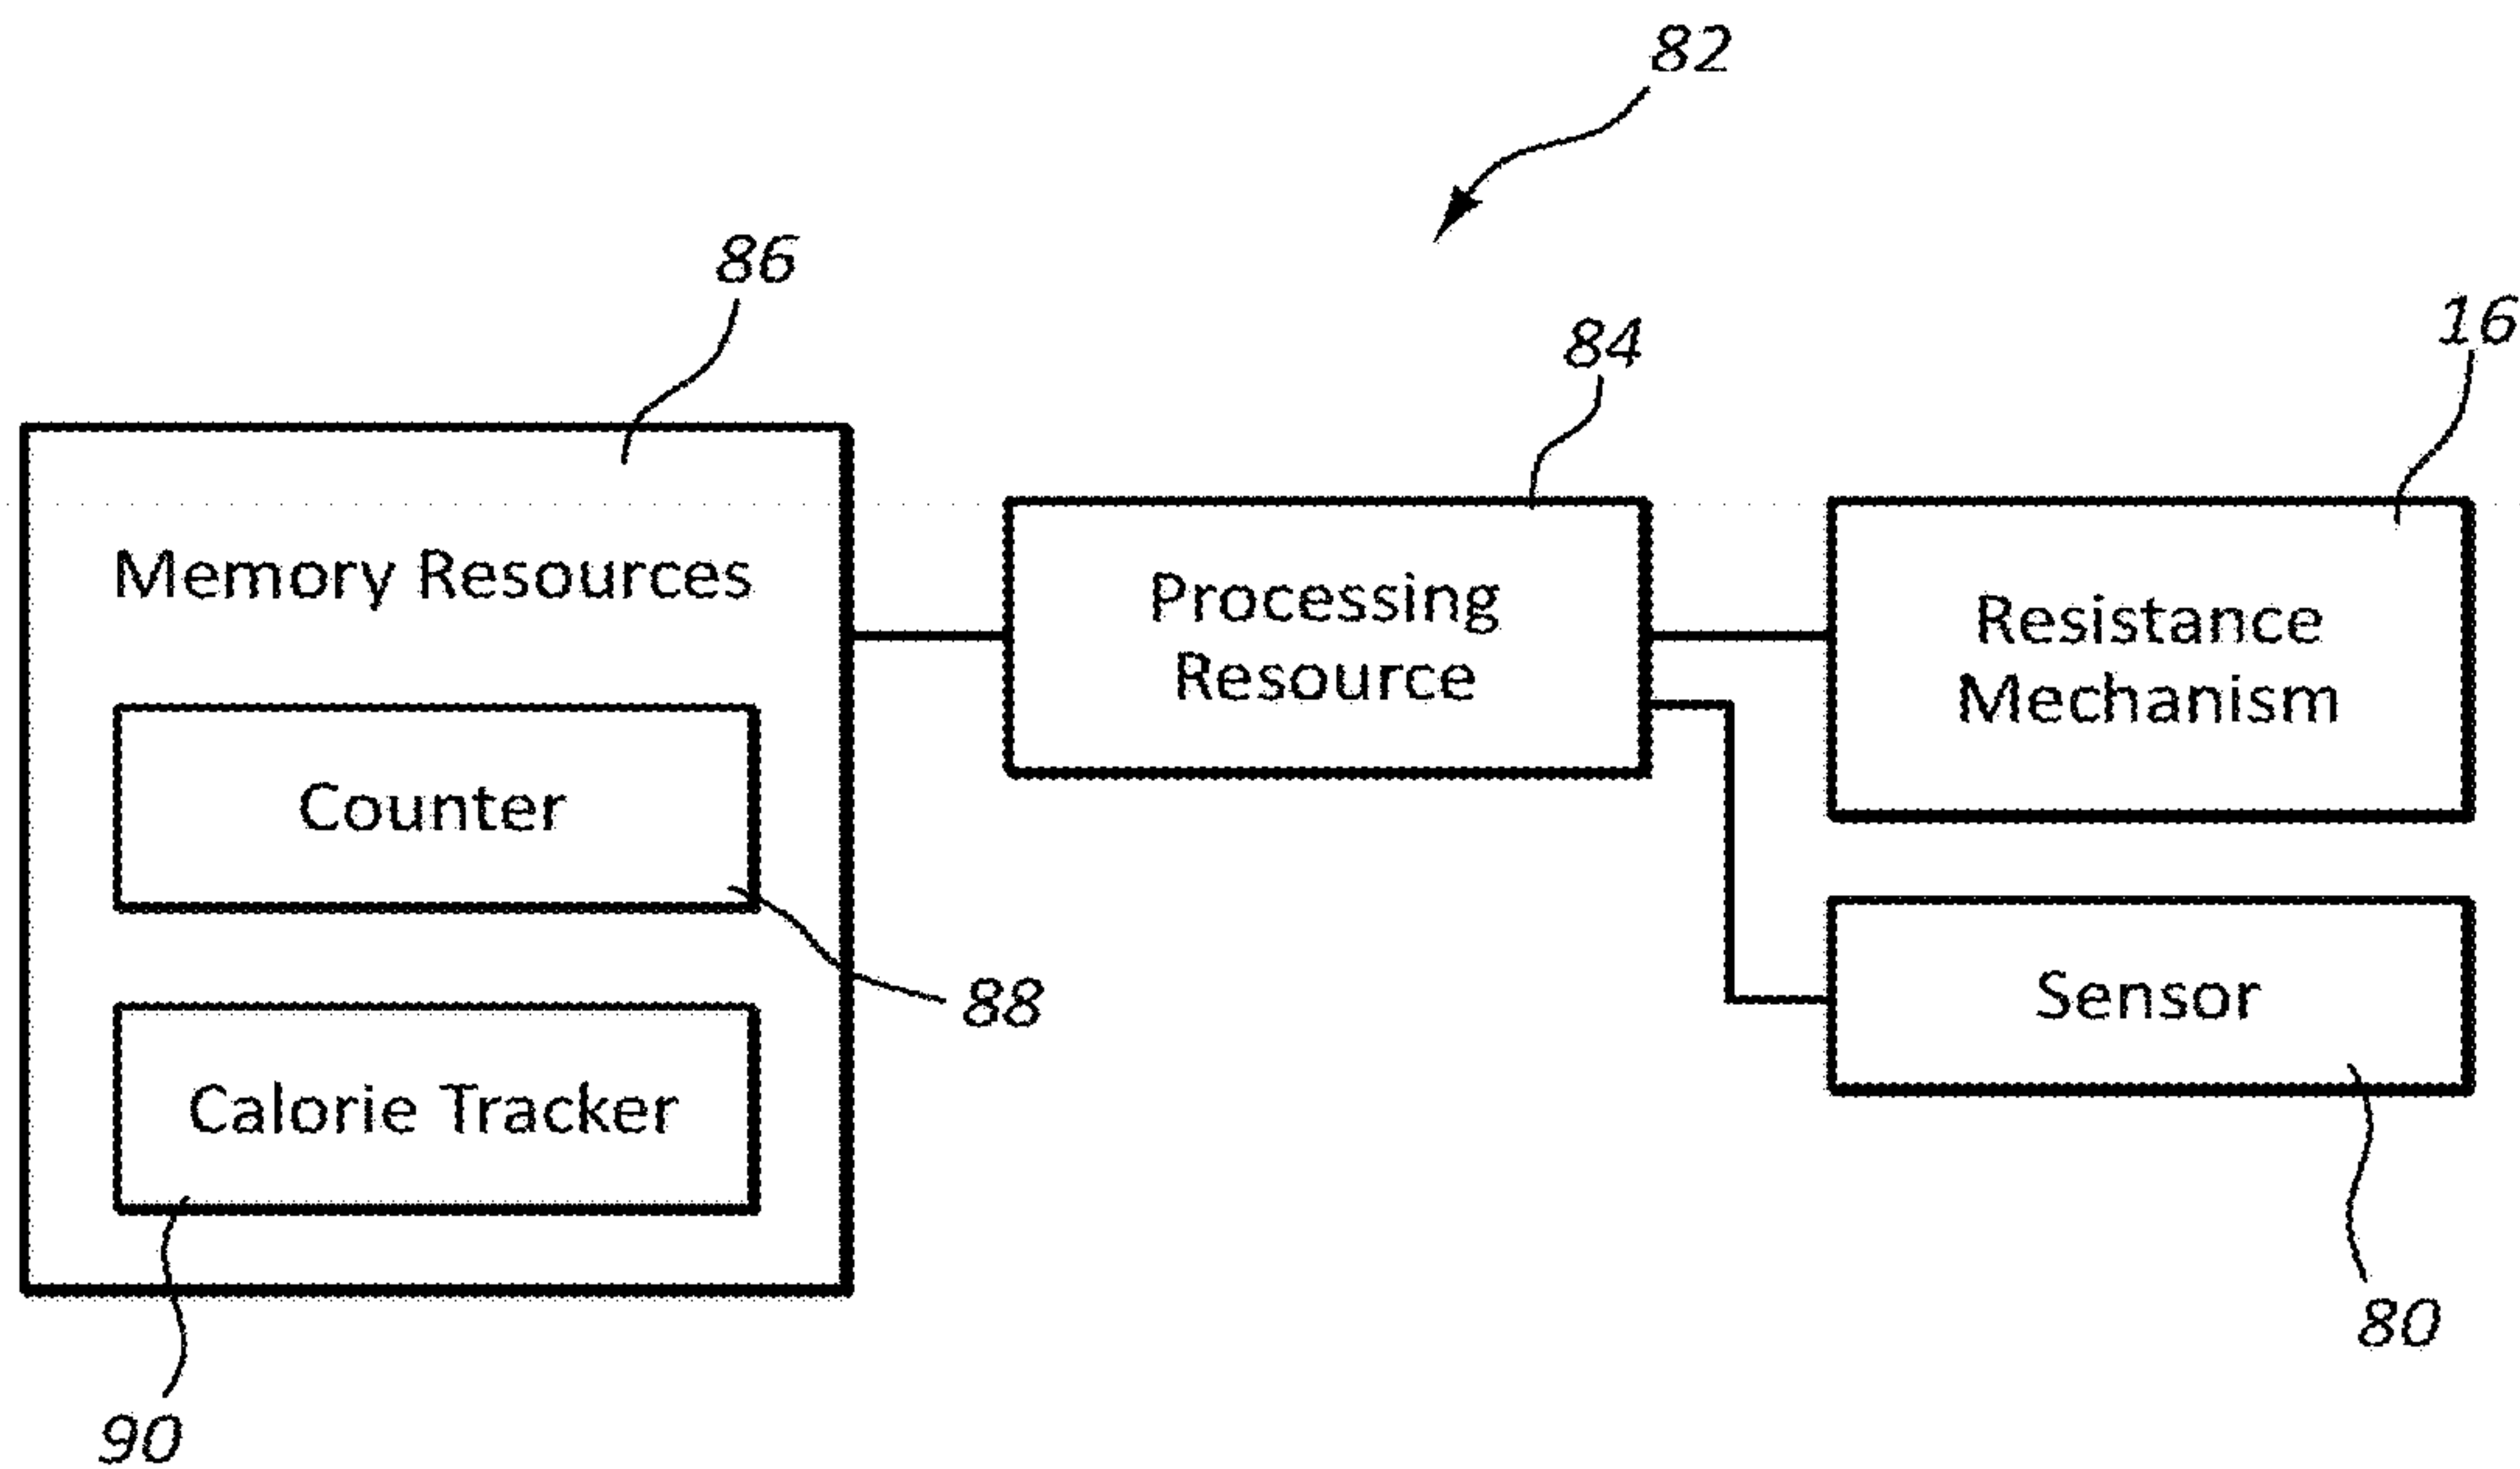 82
86
84
16
Memory Resources
Processing
Resource
Resistance
Mechanism
Counter
88
Sensor
Calorie Tracker
80
90